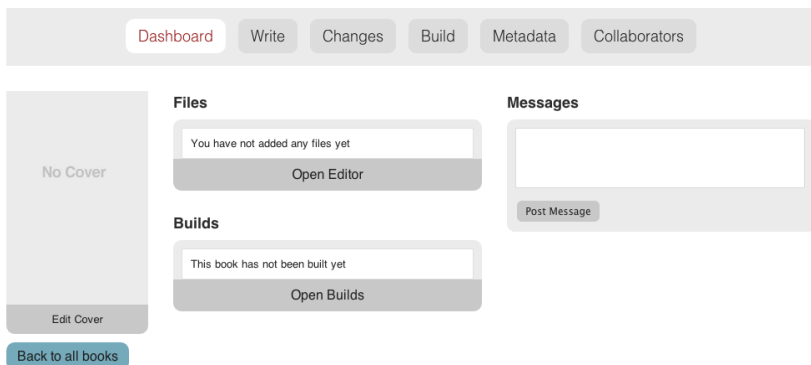 Dashboard Write Changes Build Metadata Collaborators
No Cover
Edit Cover
Back to all books
Files
You have not added any files yet
Open Editor
Builds
This book has not been built yet
Open Builds
Messages
Post Message